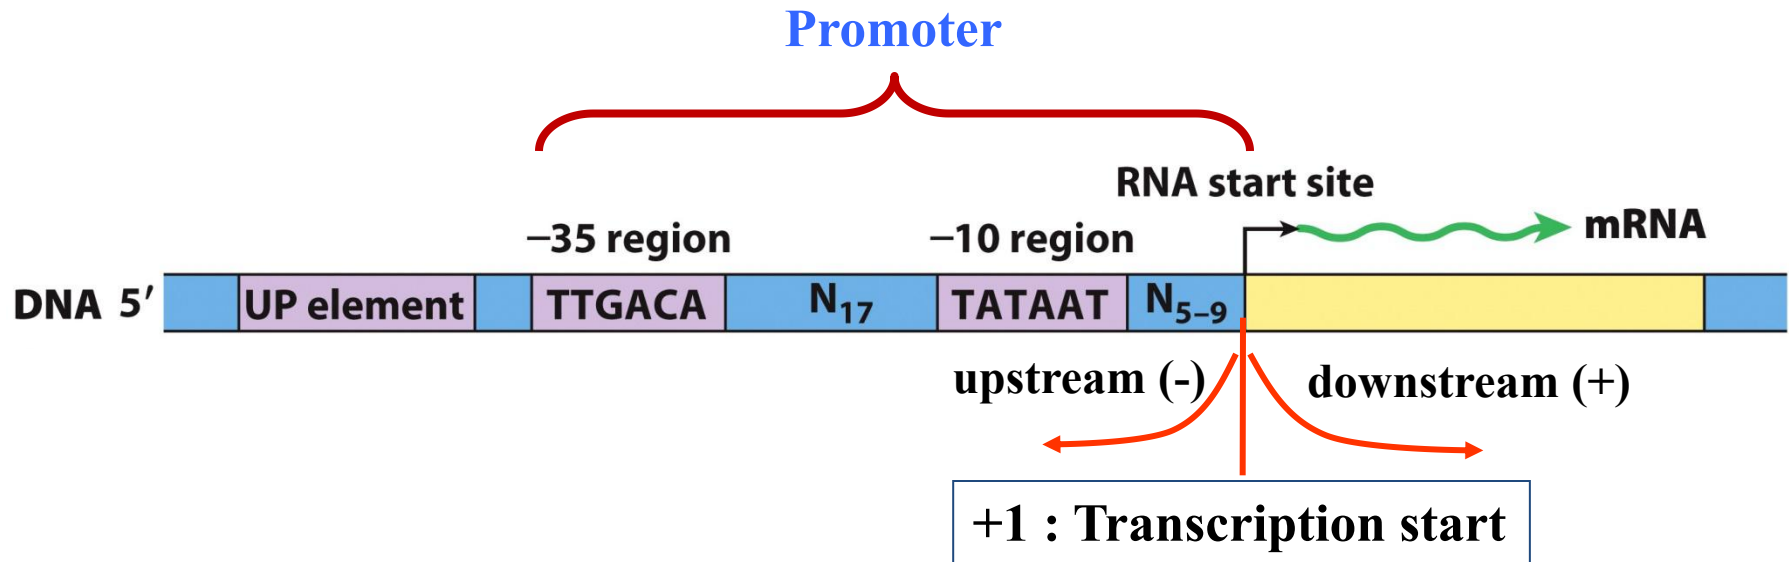 Promoter
RNA start site
–35 region
–10 region
mRNA
DNA 5′
UP element
TTGACA
N17
TATAAT
N5–9
upstream (-)
downstream (+)
+1 : Transcription start